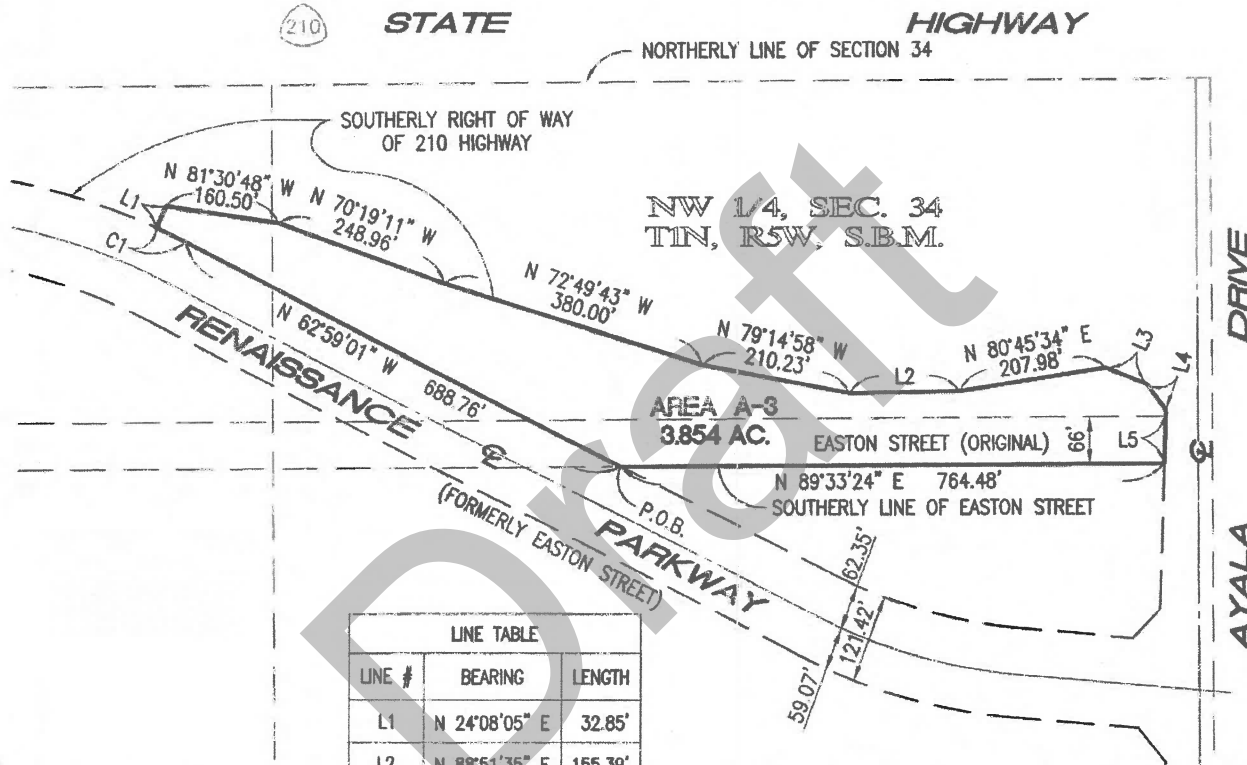 210
STATE HIGHWAY
NORTHERLY LINE OF SECTION 34
SOUTHERLY RIGHT OF WAY
OF 210 HIGHWAY
N 81°30'48" W
160.50'
N 70°19'11" W
248.96'
L1
C1
NW 1/4, SEC. 34
T1N, R5W, S.B.M.
N 72°49'43" W
380.00'
N 79°14'58" W
210.23'
L2
N 80°45'34" E
207.98'
L3
L4
DRIVE
N 62°59'01" W 688.76'
RENAISSANCE
AREA A-3
3.854 AC.
EASTON STREET (ORIGINAL)
66'
L5
N 89°33'24" E 764.48'
SOUTHERLY LINE OF EASTON STREET
P.O.B.
(FORMERLY EASTON STREET)
PARKWAY
62.35'
121.42'
59.07'
AYALA
LINE TABLE
LINE # BEARING LENGTH
L1 N 24°08'05" E 32.85'
L2 N 88°51'35" E 155.39'
Draft